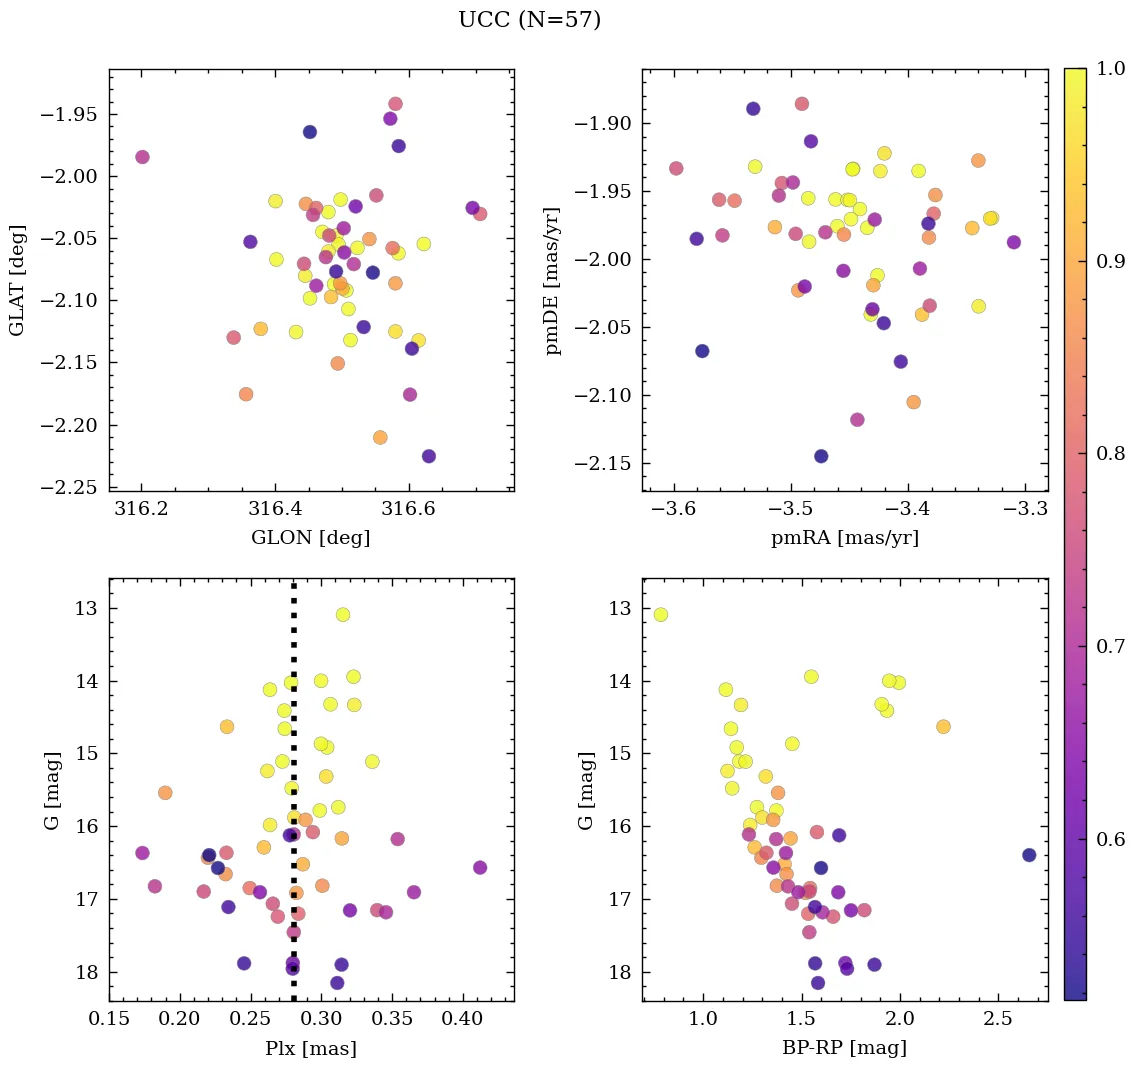 UCC (N=57)
−1.95
−2.00
−2.05
−2.10
−2.15
−2.20
−2.25
GLAT [deg]
316.2 316.4 316.6
GLON [deg]
−1.90
−1.95
−2.00
−2.05
−2.10
−2.15
pmDE [mas/yr]
−3.6 −3.5 −3.4 −3.3
pmRA [mas/yr]
1.0
0.9
0.8
0.7
0.6
13
14
15
16
17
18
G [mag]
0.15 0.20 0.25 0.30 0.35 0.40
Plx [mas]
13
14
15
16
17
18
G [mag]
1.0 1.5 2.0 2.5
BP-RP [mag]